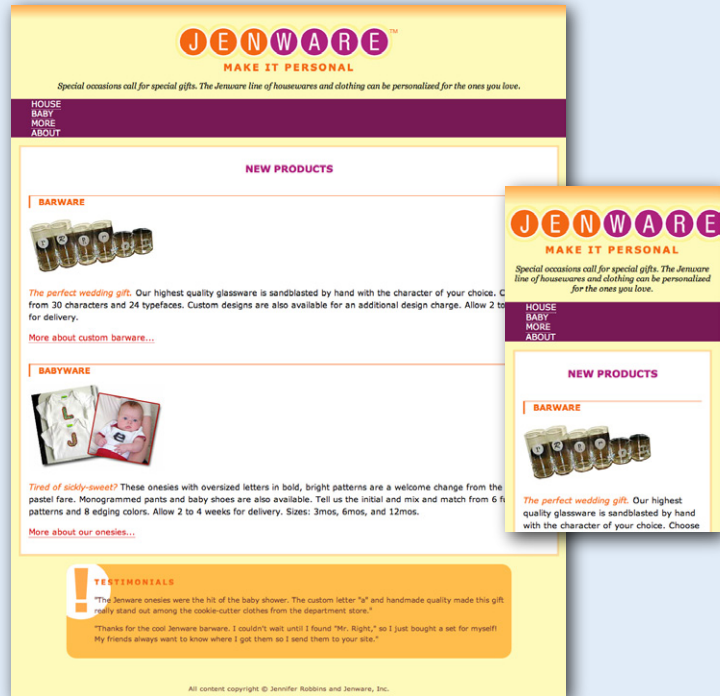 JENWARE™
MAKE IT PERSONAL
Special occasions call for special gifts. The Jenware line of housewares and clothing can be personalized for the ones you love.
HOUSE
BABY
MORE
ABOUT
NEW PRODUCTS
BARWARE
The perfect wedding gift. Our highest quality glassware is sandblasted by hand with the character of your choice. C
from 30 characters and 24 typefaces. Custom designs are also available for an additional design charge. Allow 2 to
for delivery.
More about custom barware...
BABYWARE
L
J
e
Tired of sickly-sweet? These onesies with oversized letters in bold, bright patterns are a welcome change from the
pastel fare. Monogrammed pants and baby shoes are also available. Tell us the initial and mix and match from 6 fu
patterns and 8 edging colors. Allow 2 to 4 weeks for delivery. Sizes: 3mos, 6mos, and 12mos.
More about our onesies...
!
TESTIMONIALS
"The Jenware onesies were the hit of the baby shower. The custom letter "a" and handmade quality made this gift
really stand out among the cookie-cutter clothes from the department store."
"Thanks for the cool Jenware barware. I couldn't wait until I found "Mr. Right," so I just bought a set for myself!
My friends always want to know where I got them so I send them to your site."
All content copyright © Jennifer Robbins and Jenware, Inc.
JENWARE
MAKE IT PERSONAL
Special occasions call for special gifts. The Jenware
line of housewares and clothing can be personalized
for the ones you love.
HOUSE
BABY
MORE
ABOUT
NEW PRODUCTS
BARWARE
The perfect wedding gift. Our highest
quality glassware is sandblasted by hand
with the character of your choice. Choose